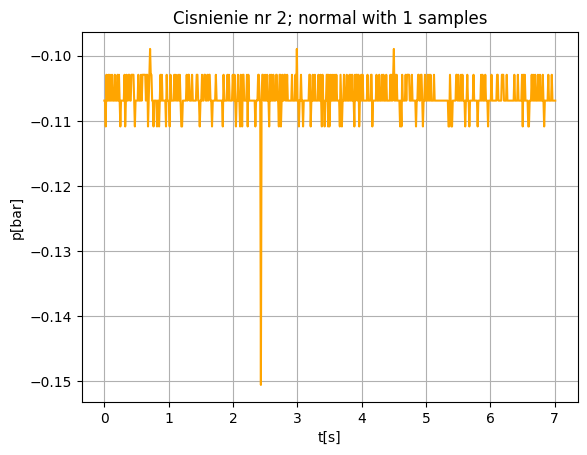 Cisnienie nr 2; normal with 1 samples
p[bar]
−0.10
−0.11
−0.12
−0.13
−0.14
−0.15
0 1 2 3 4 5 6 7
t[s]